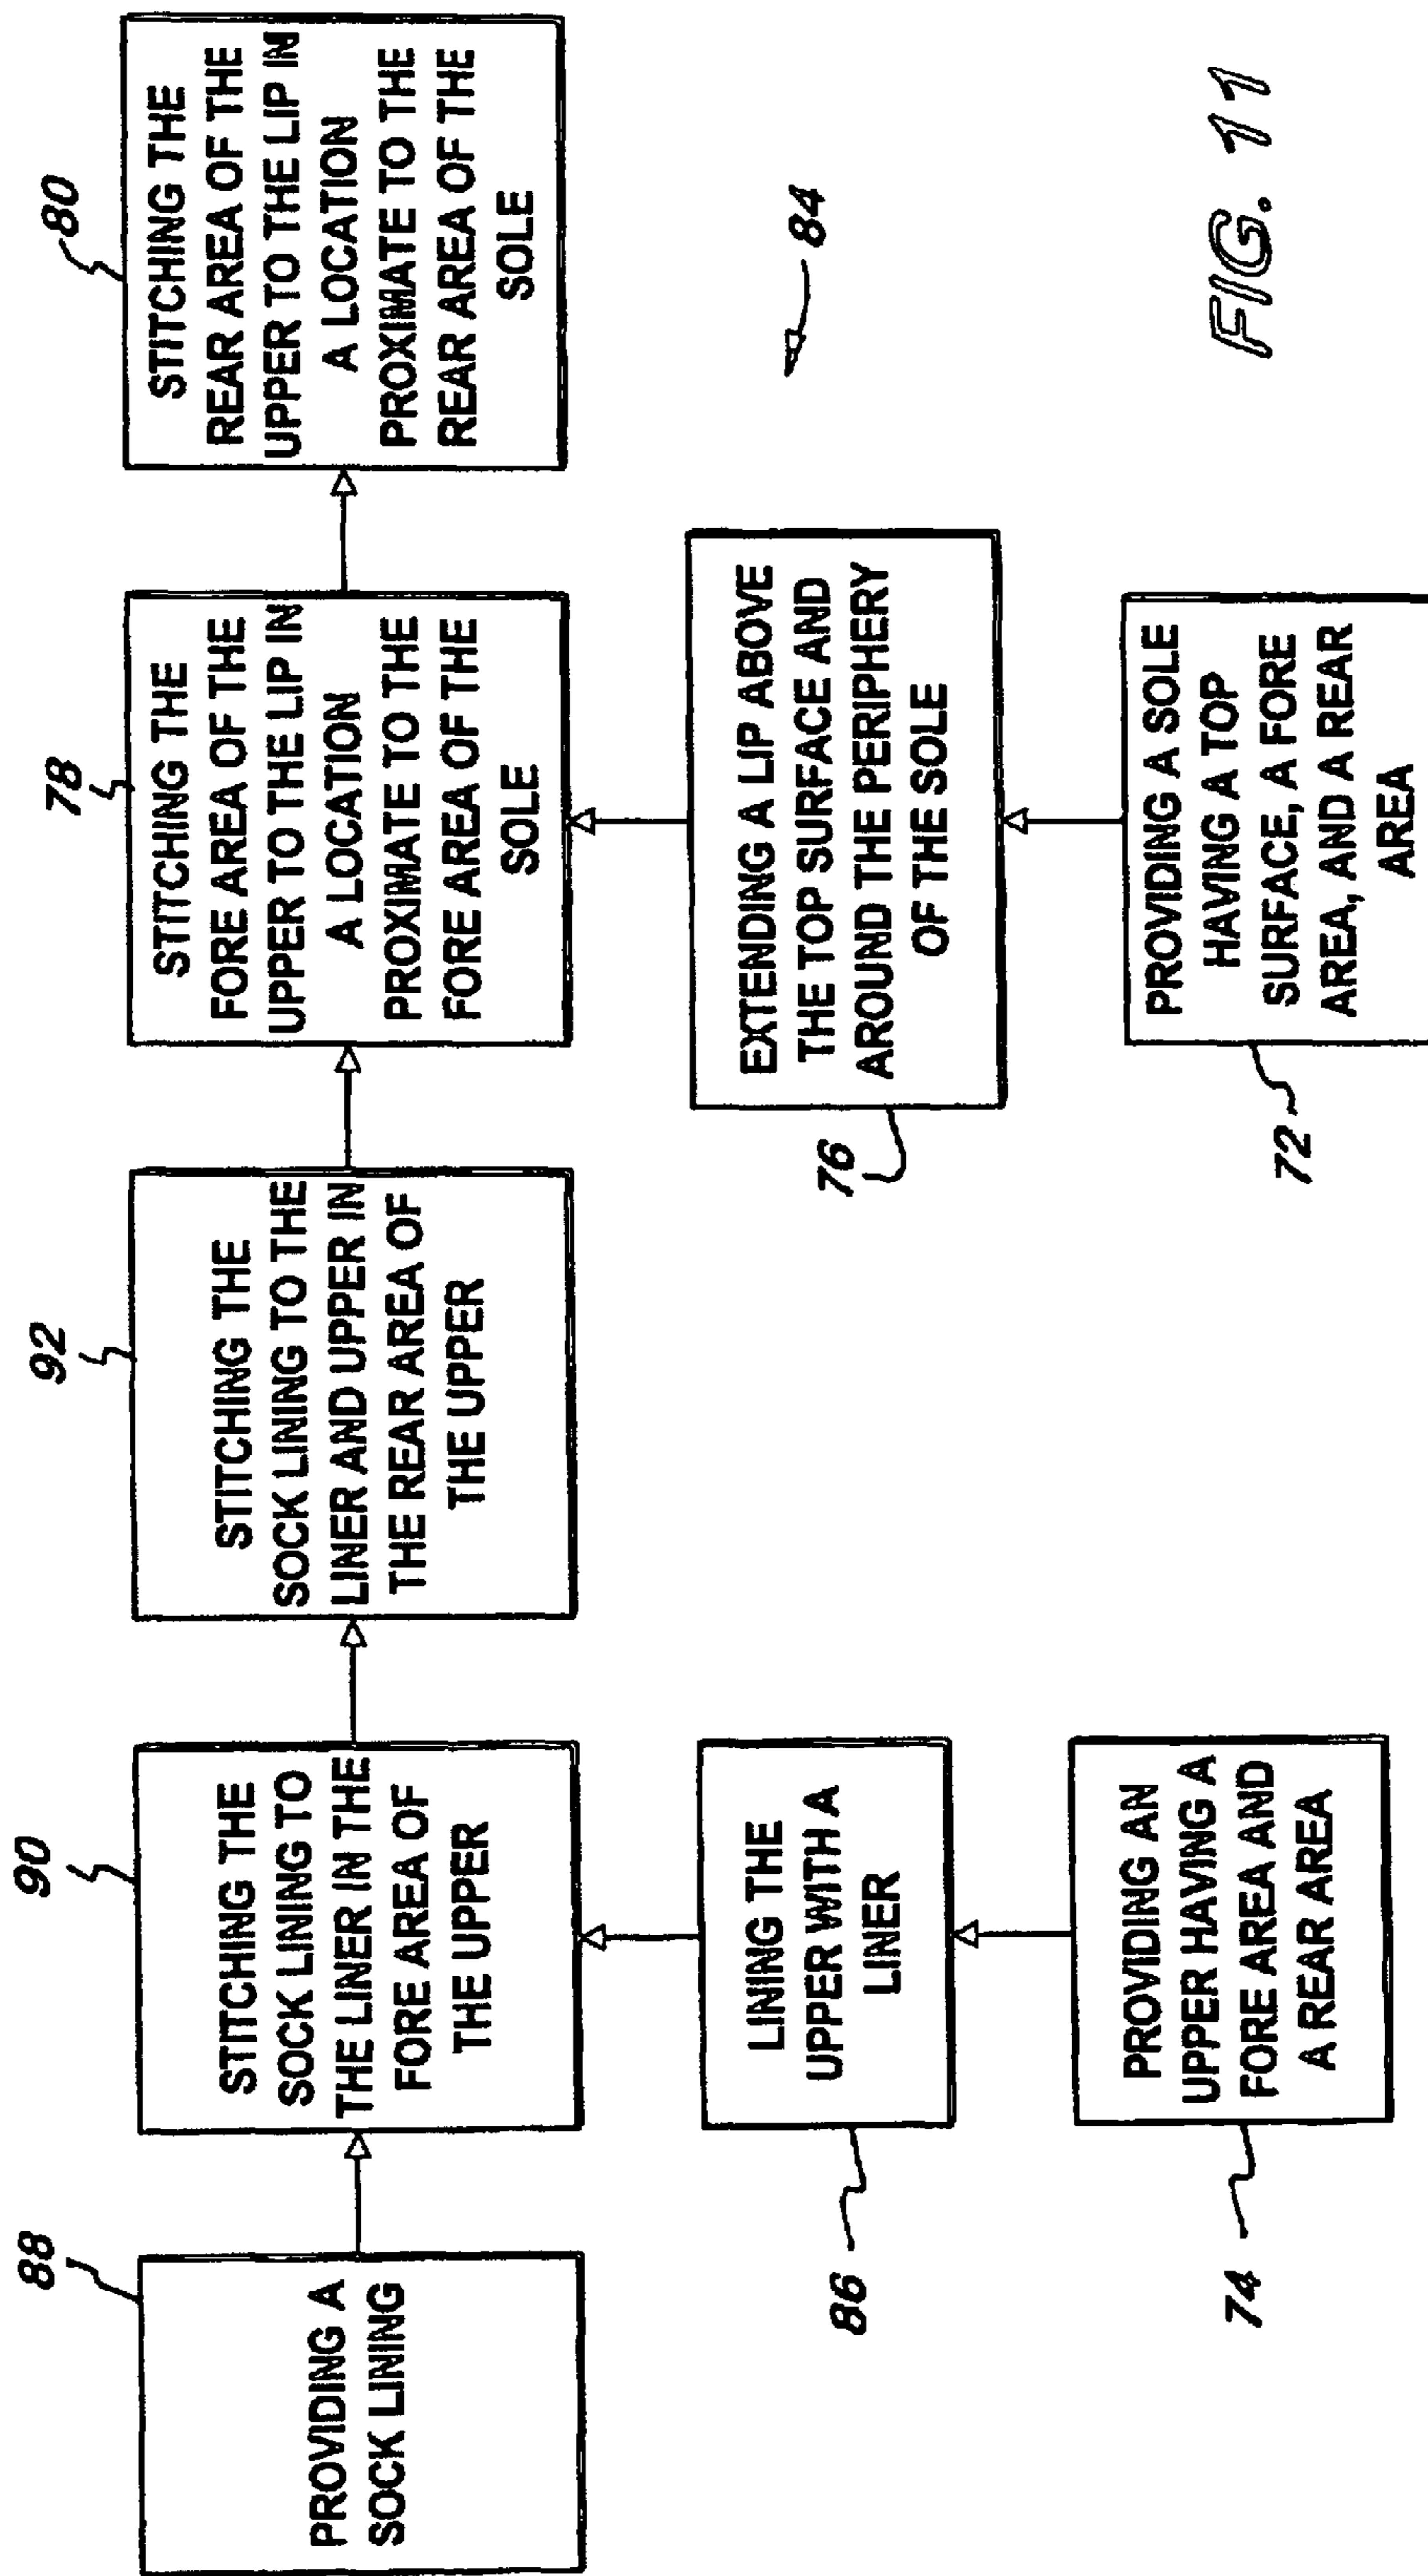 88
PROVIDING A
SOCK LINING
90
STITCHING THE
SOCK LINING TO
THE LINER IN THE
FORE AREA OF
THE UPPER
92
STITCHING THE
SOCK LINING TO THE
LINER AND UPPER IN
THE REAR AREA OF
THE UPPER
78
STITCHING THE
FORE AREA OF THE
UPPER TO THE LIP IN
A LOCATION
PROXIMATE TO THE
FORE AREA OF THE
SOLE
80
STITCHING THE
REAR AREA OF THE
UPPER TO THE LIP IN
A LOCATION
PROXIMATE TO THE
REAR AREA OF THE
SOLE
LINING THE
UPPER WITH A
LINER
86
EXTENDING A LIP ABOVE
THE TOP SURFACE AND
AROUND THE PERIPHERY
OF THE SOLE
76
84
PROVIDING AN
UPPER HAVING A
FORE AREA AND
A REAR AREA
74
PROVIDING A SOLE
HAVING A TOP
SURFACE, A FORE
AREA, AND A REAR
AREA
72
FIG. 11